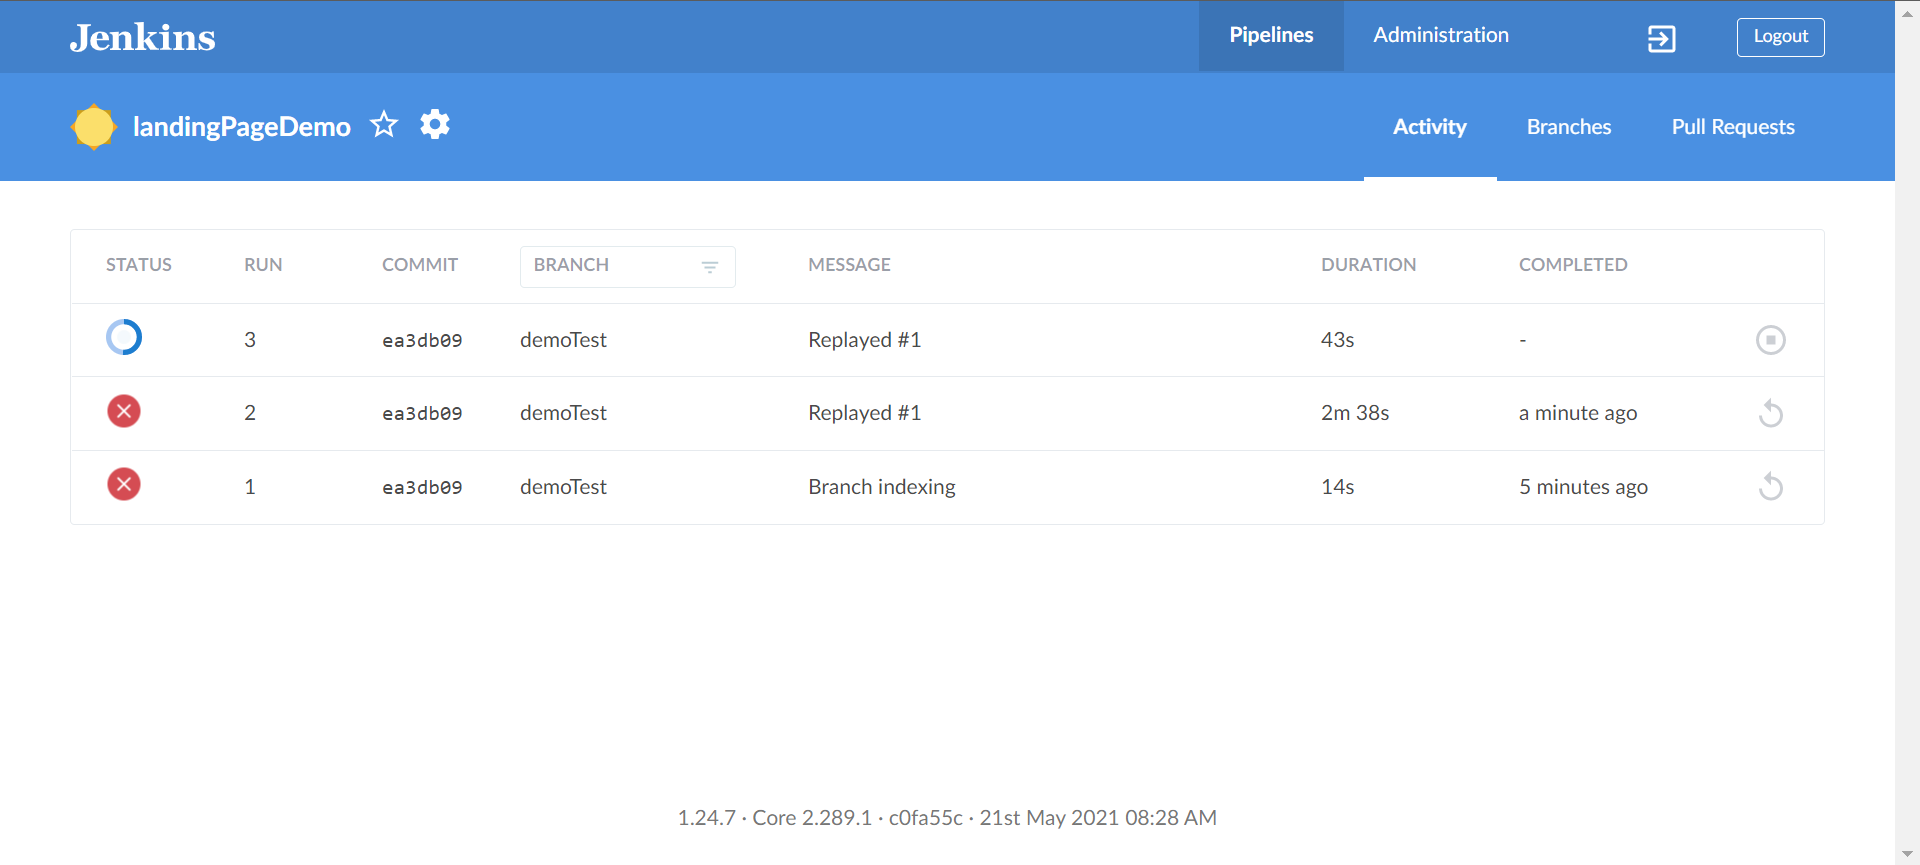 Jenkins
Pipelines Administration Logout
landingPageDemo Activity Branches Pull Requests
STATUS RUN COMMIT BRANCH MESSAGE DURATION COMPLETED
3 ea3db09 demoTest Replayed #1 43s -
2 ea3db09 demoTest Replayed #1 2m 38s a minute ago
1 ea3db09 demoTest Branch indexing 14s 5 minutes ago
1.24.7 · Core 2.289.1 · c0fa55c · 21st May 2021 08:28 AM